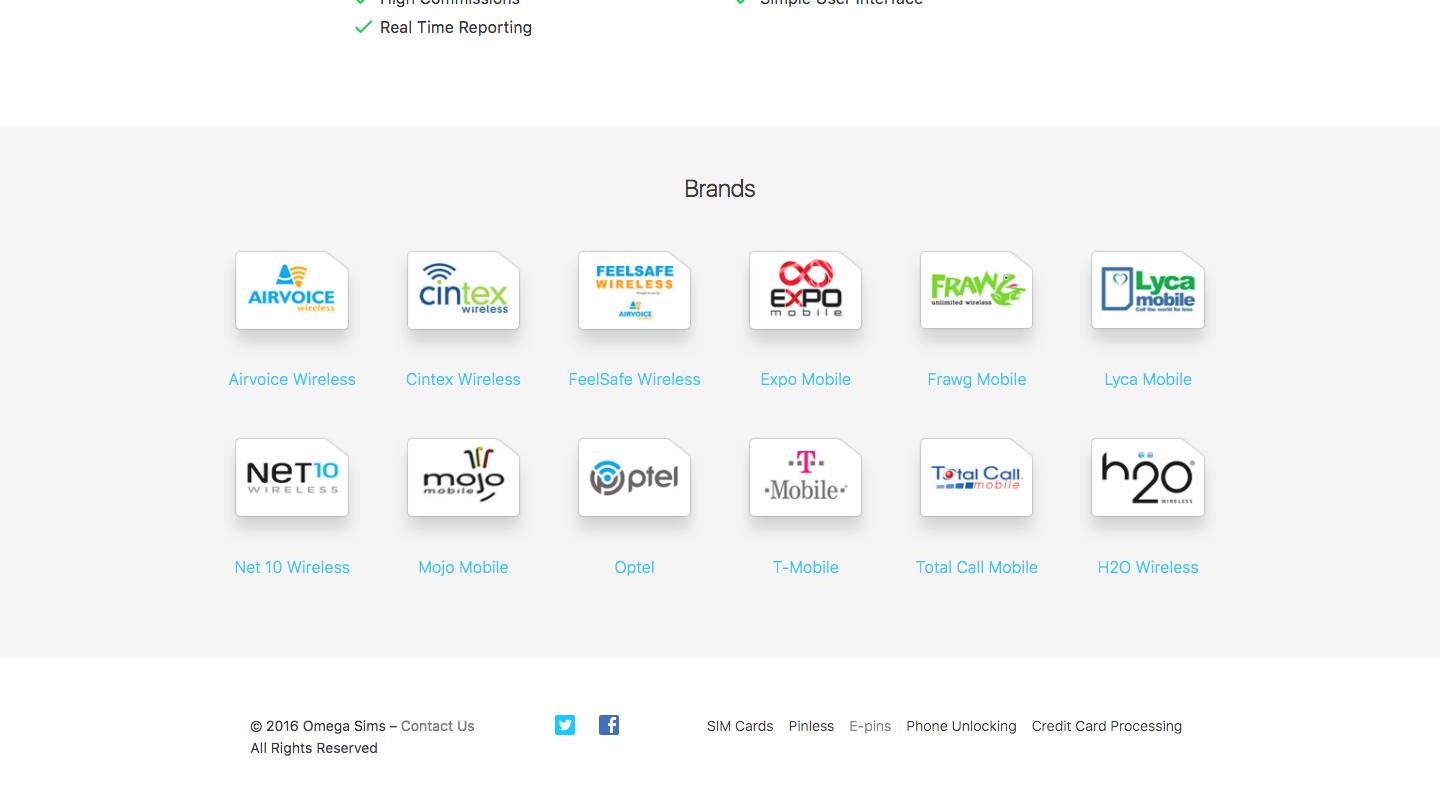 High Commissions
Simple User Interface
Real Time Reporting
Brands
AIRVOICE
wireless
cintex
wireless
FEELSAFE
WIRELESS
AIRVOICE
EXPO
mobile
FRAWG
unlimited wireless
Lyca
mobile
Call the world for less
Airvoice Wireless
Cintex Wireless
FeelSafe Wireless
Expo Mobile
Frawg Mobile
Lyca Mobile
NET10
WIRELESS
mojo
mobile
ptel
T
Mobile
Total Call
mobile
h2o
WIRELESS
Net 10 Wireless
Mojo Mobile
Optel
T-Mobile
Total Call Mobile
H2O Wireless
© 2016 Omega Sims – Contact Us
All Rights Reserved
SIM Cards Pinless E-pins Phone Unlocking Credit Card Processing